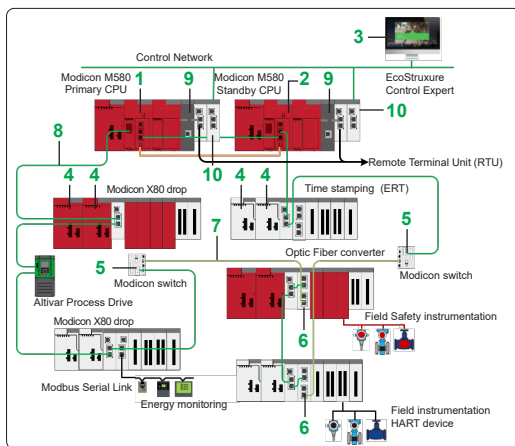 3
Control Network
Modicon M580
Primary CPU
1
9
Modicon M580
Standby CPU
2
9
EcoStruxure
Control Expert
10
8
10
Remote Terminal Unit (RTU)
4 4
Modicon X80 drop
4 4
Time stamping (ERT)
7
5
Optic Fiber converter
5
Modicon switch
Modicon switch
Altivar Process Drive
Modicon X80 drop
6
Field Safety instrumentation
Modbus Serial Link
Energy monitoring
6
Field instrumentation
HART device